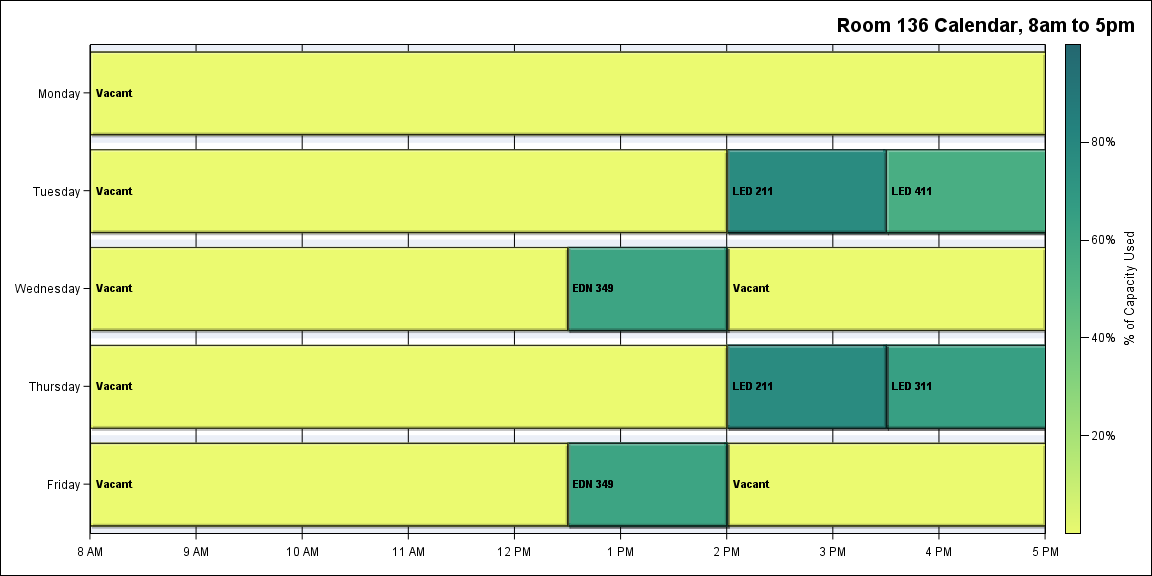 Room 136 Calendar, 8am to 5pm
Monday
Vacant
Tuesday
Vacant
LED 211
LED 411
Wednesday
Vacant
EDN 349
Vacant
Thursday
Vacant
LED 211
LED 311
Friday
Vacant
EDN 349
Vacant
8 AM
9 AM
10 AM
11 AM
12 PM
1 PM
2 PM
3 PM
4 PM
5 PM
80%
60%
40%
20%
% of Capacity Used